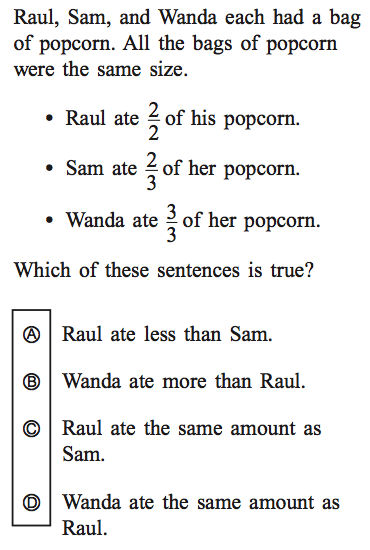 Raul, Sam, and Wanda each had a bag
of popcorn. All the bags of popcorn
were the same size.
• Raul ate 2/2 of his popcorn.
• Sam ate 2/3 of her popcorn.
• Wanda ate 3/3 of her popcorn.
Which of these sentences is true?
Ⓐ Raul ate less than Sam.
Ⓑ Wanda ate more than Raul.
Ⓒ Raul ate the same amount as
Sam.
Ⓓ Wanda ate the same amount as
Raul.